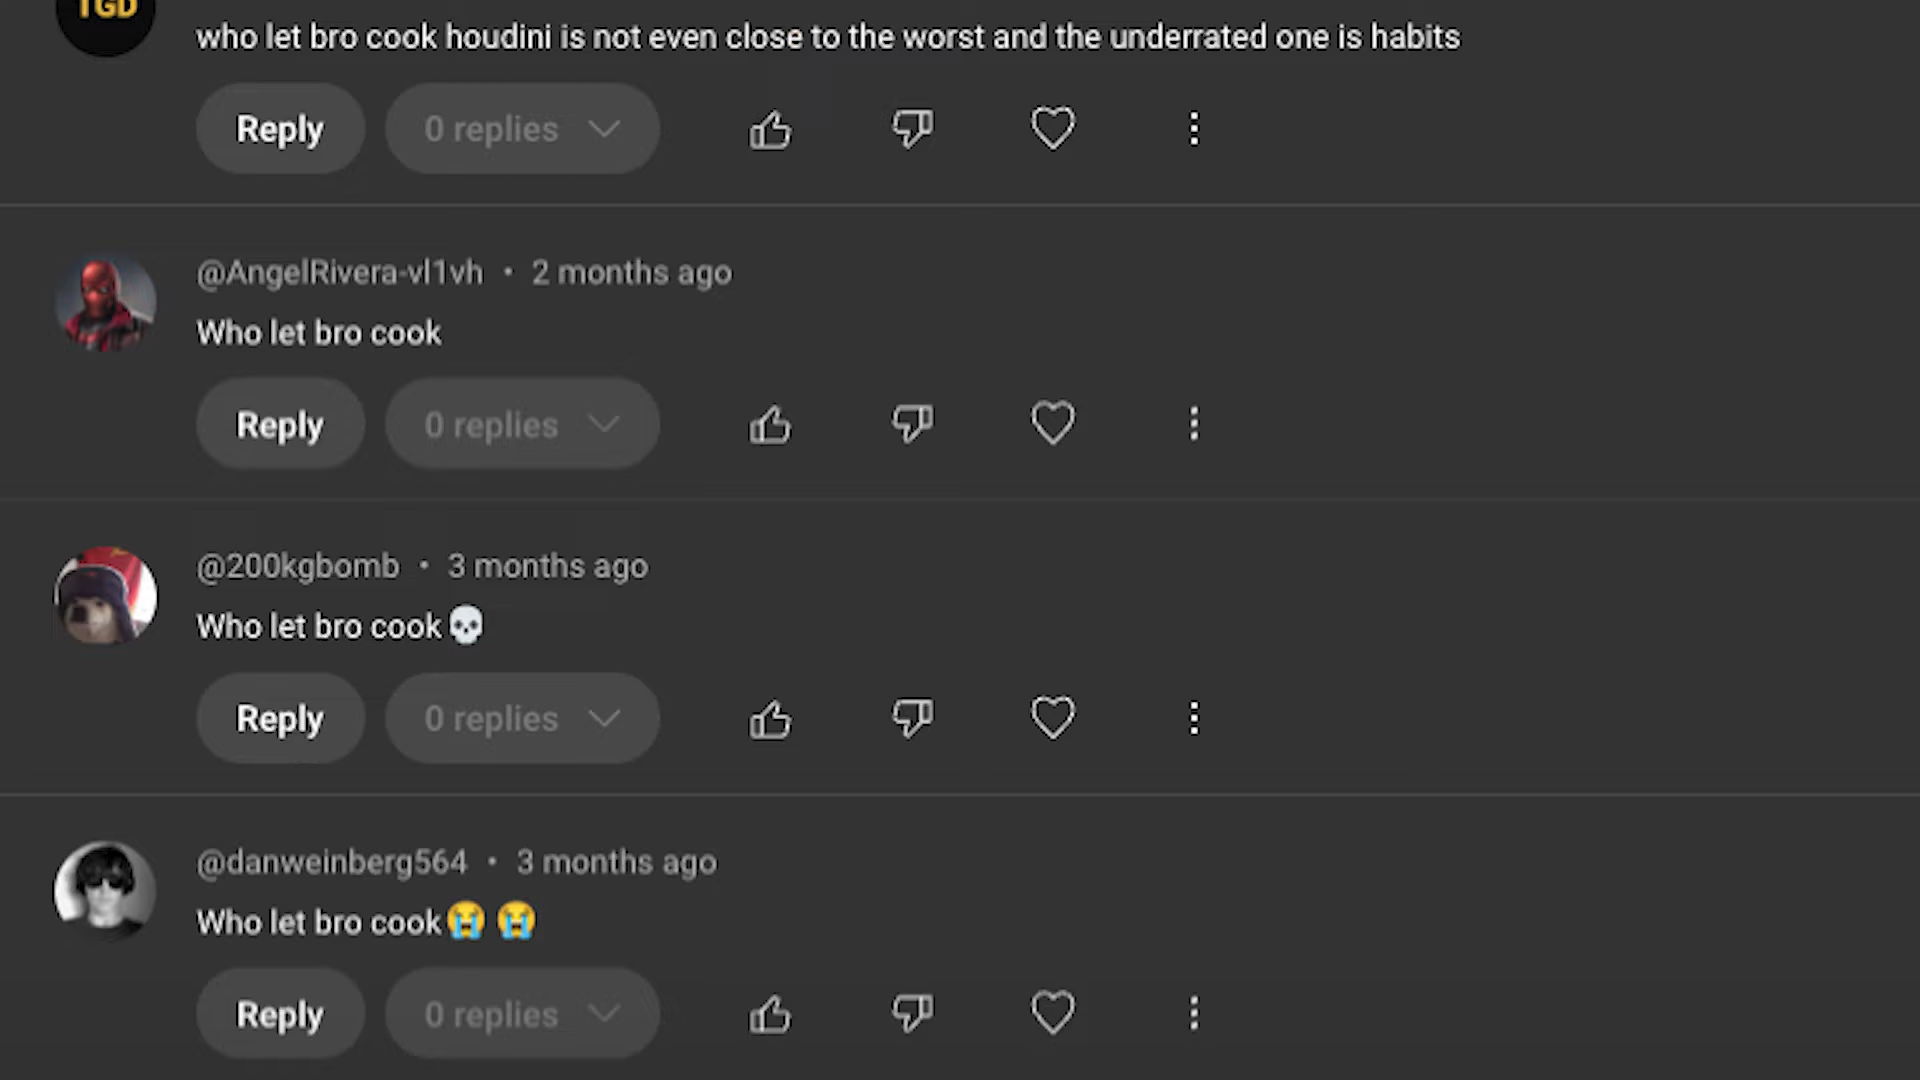 TGD
who let bro cook houdini is not even close to the worst and the underrated one is habits
Reply 0 replies
@AngelRivera-vl1vh • 2 months ago
Who let bro cook
Reply 0 replies
@200kgbomb • 3 months ago
Who let bro cook💀
Reply 0 replies
@danweinberg564 • 3 months ago
Who let bro cook😭 😭
Reply 0 replies